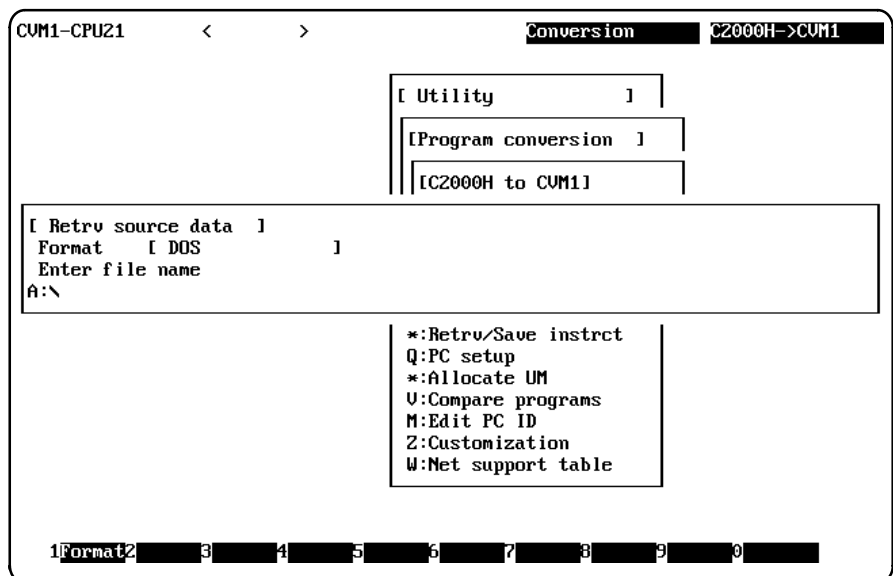 CVM1-CPU21 < > Conversion C2000H->CVM1
[ Utility ]
[Program conversion ]
[C2000H to CVM1]
[ Retrv source data ]
Format [ DOS ]
Enter file name
A:\
*:Retrv/Save instrct
Q:PC setup
*:Allocate UM
V:Compare programs
M:Edit PC ID
Z:Customization
W:Net support table
1Format2 3 4 5 6 7 8 9 0